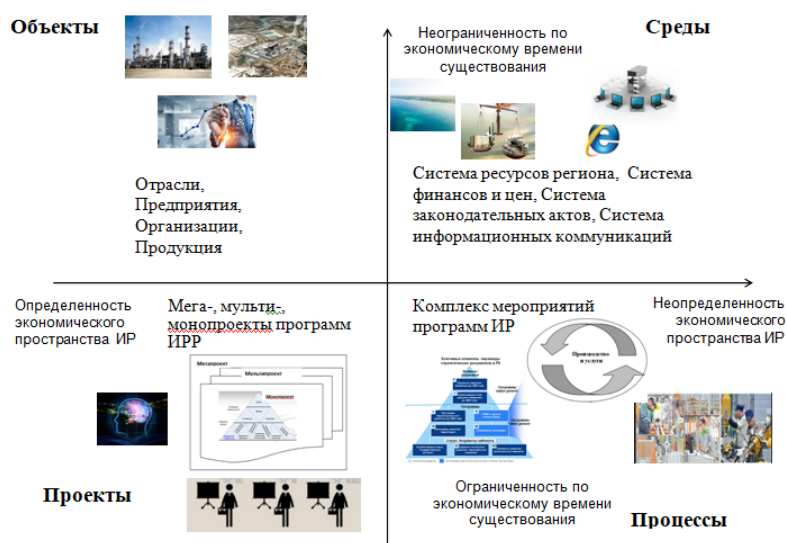 Объекты
Неограниченность по
экономическому времени
существования
Среды
Отрасли,
Предприятия,
Организации,
Продукция
Система ресурсов региона, Система
финансов и цен, Система
законодательных актов, Система
информационных коммуникаций
Определенность
экономического
пространства ИР
Мега-, мульти-,
монопроекты программ
ИРР
Комплекс мероприятий
программ ИР
Неопределенность
экономического
пространства ИР
Мегапроект
Мультипроект
Монопроект
Производство
и услуги
Проекты
Ограниченность по
экономическому времени
существования
Процессы